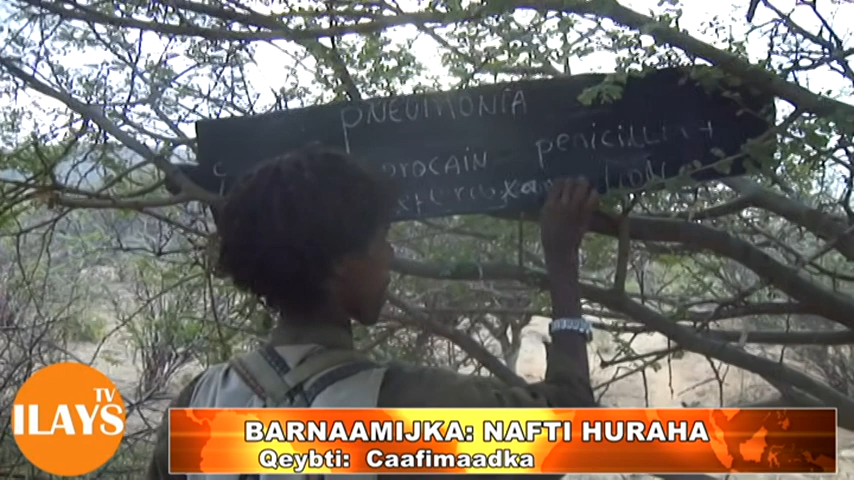 PNEUMONIA
PROCAIN penicillin
TV
ILAYS
BARNAAMIJKA: NAFTI HURAHA
Qeybti: Caafimaadka